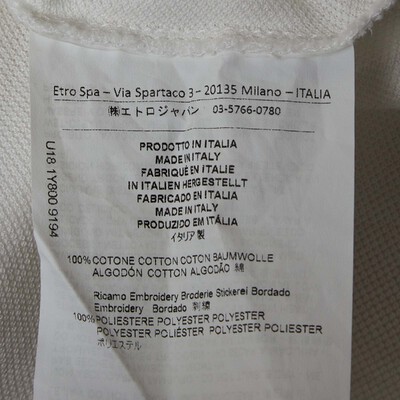 Etro Spa – Via Spartaco 3 – 20135 Milano – ITALIA
㈱エトロジャパン 03-5766-0780
PRODOTTO IN ITALIA
MADE IN ITALY
FABRIQUÉ EN ITALIE
IN ITALIEN HERGESTELLT
FABRICADO EN ITALIA
MADE IN ITALY
PRODUZIDO EM ITÁLIA
イタリア製
100% COTONE COTTON COTON BAUMWOLLE
ALGODÓN COTTON ALGODÃO 綿
Ricamo Embroidery Broderie Stickerei Bordado
Embroidery Bordado 刺繍
100% POLIESTERE POLYESTER POLYESTER
POLYESTER POLIÉSTER POLYESTER POLIÉSTER
ポリエステル
U18 1Y800 9194